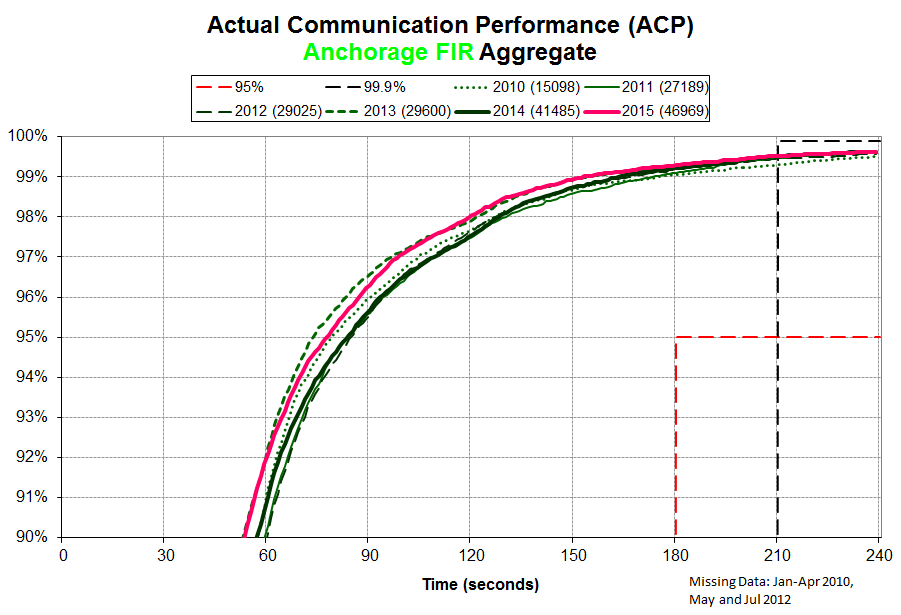 Actual Communication Performance (ACP)
Anchorage FIR Aggregate
95% 99.9% 2010 (15098) 2011 (27189)
2012 (29025) 2013 (29600) 2014 (41485) 2015 (46969)
100%
99%
98%
97%
96%
95%
94%
93%
92%
91%
90%
0 30 60 90 120 150 180 210 240
Time (seconds)
Missing Data: Jan-Apr 2010,
May and Jul 2012